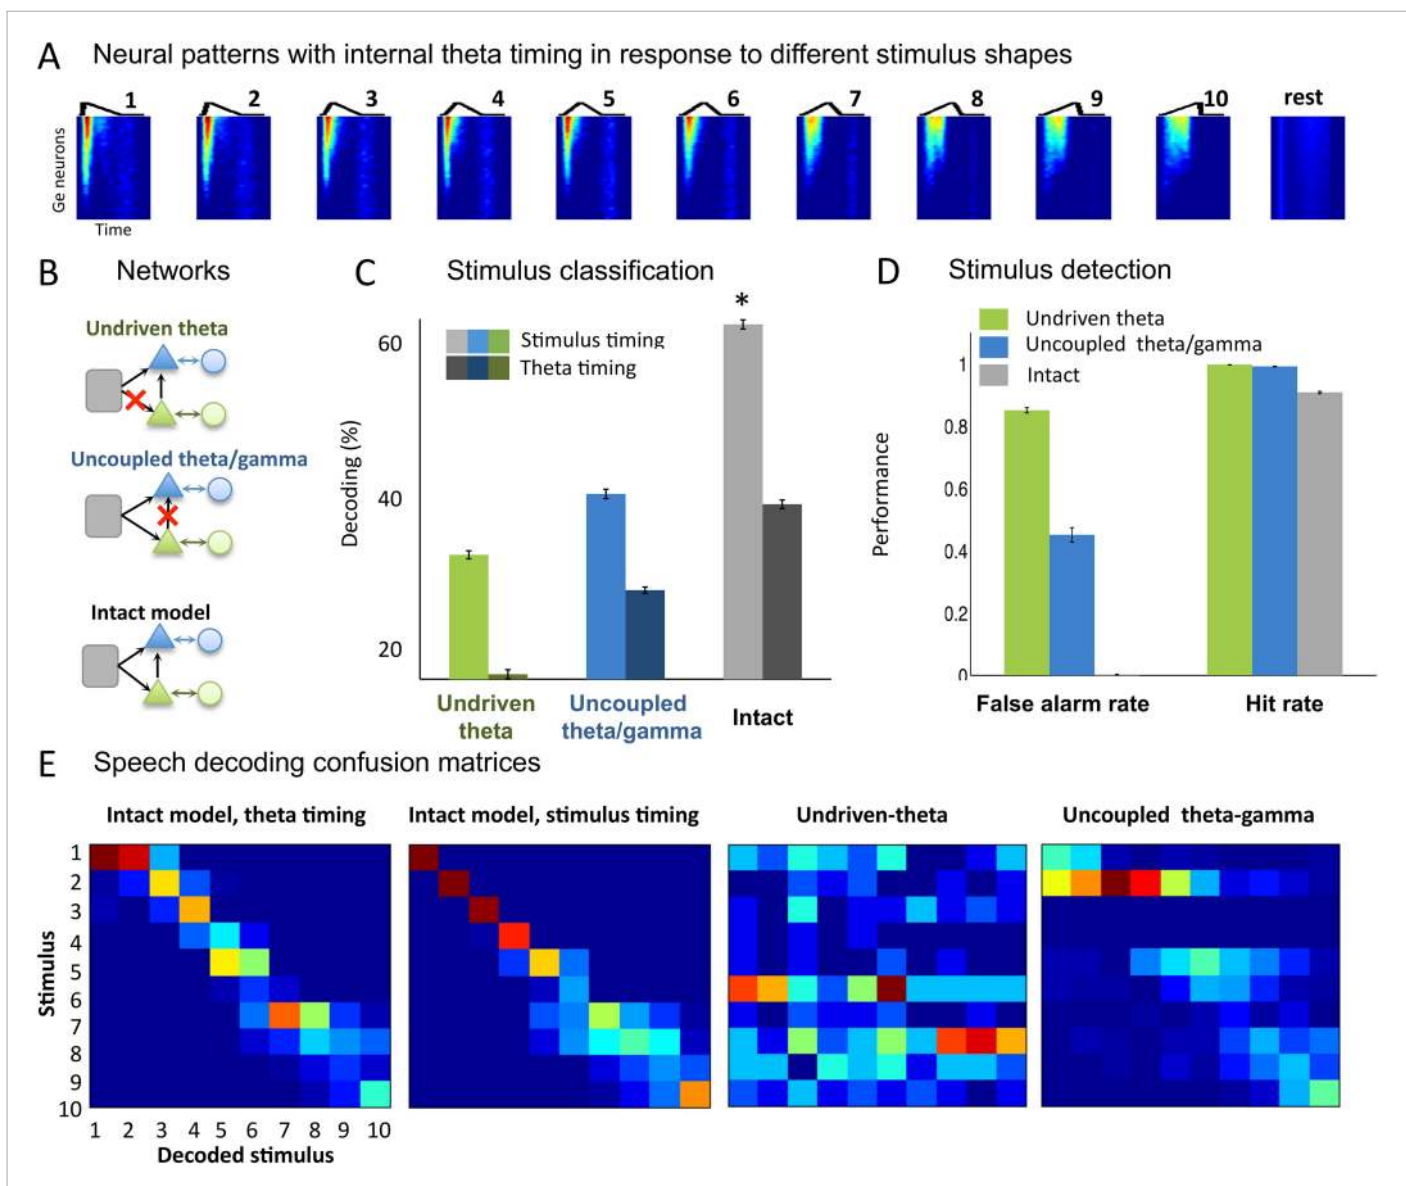 A Neural patterns with internal theta timing in response to different stimulus shapes
1 2 3 4 5 6 7 8 9 10 rest
Ge neurons
Time
B Networks
Undriven theta
Uncoupled theta/gamma
Intact model
C Stimulus classification
*
Stimulus timing
Theta timing
Decoding (%)
60
40
20
Undriven
theta
Uncoupled
theta/gamma
Intact
D Stimulus detection
Undriven theta
Uncoupled theta/gamma
Intact
Performance
1
0.8
0.6
0.4
0.2
0
False alarm rate
Hit rate
E Speech decoding confusion matrices
Intact model, theta timing
Intact model, stimulus timing
Undriven-theta
Uncoupled theta-gamma
Stimulus
1
2
3
4
5
6
7
8
9
10
1 2 3 4 5 6 7 8 9 10
Decoded stimulus